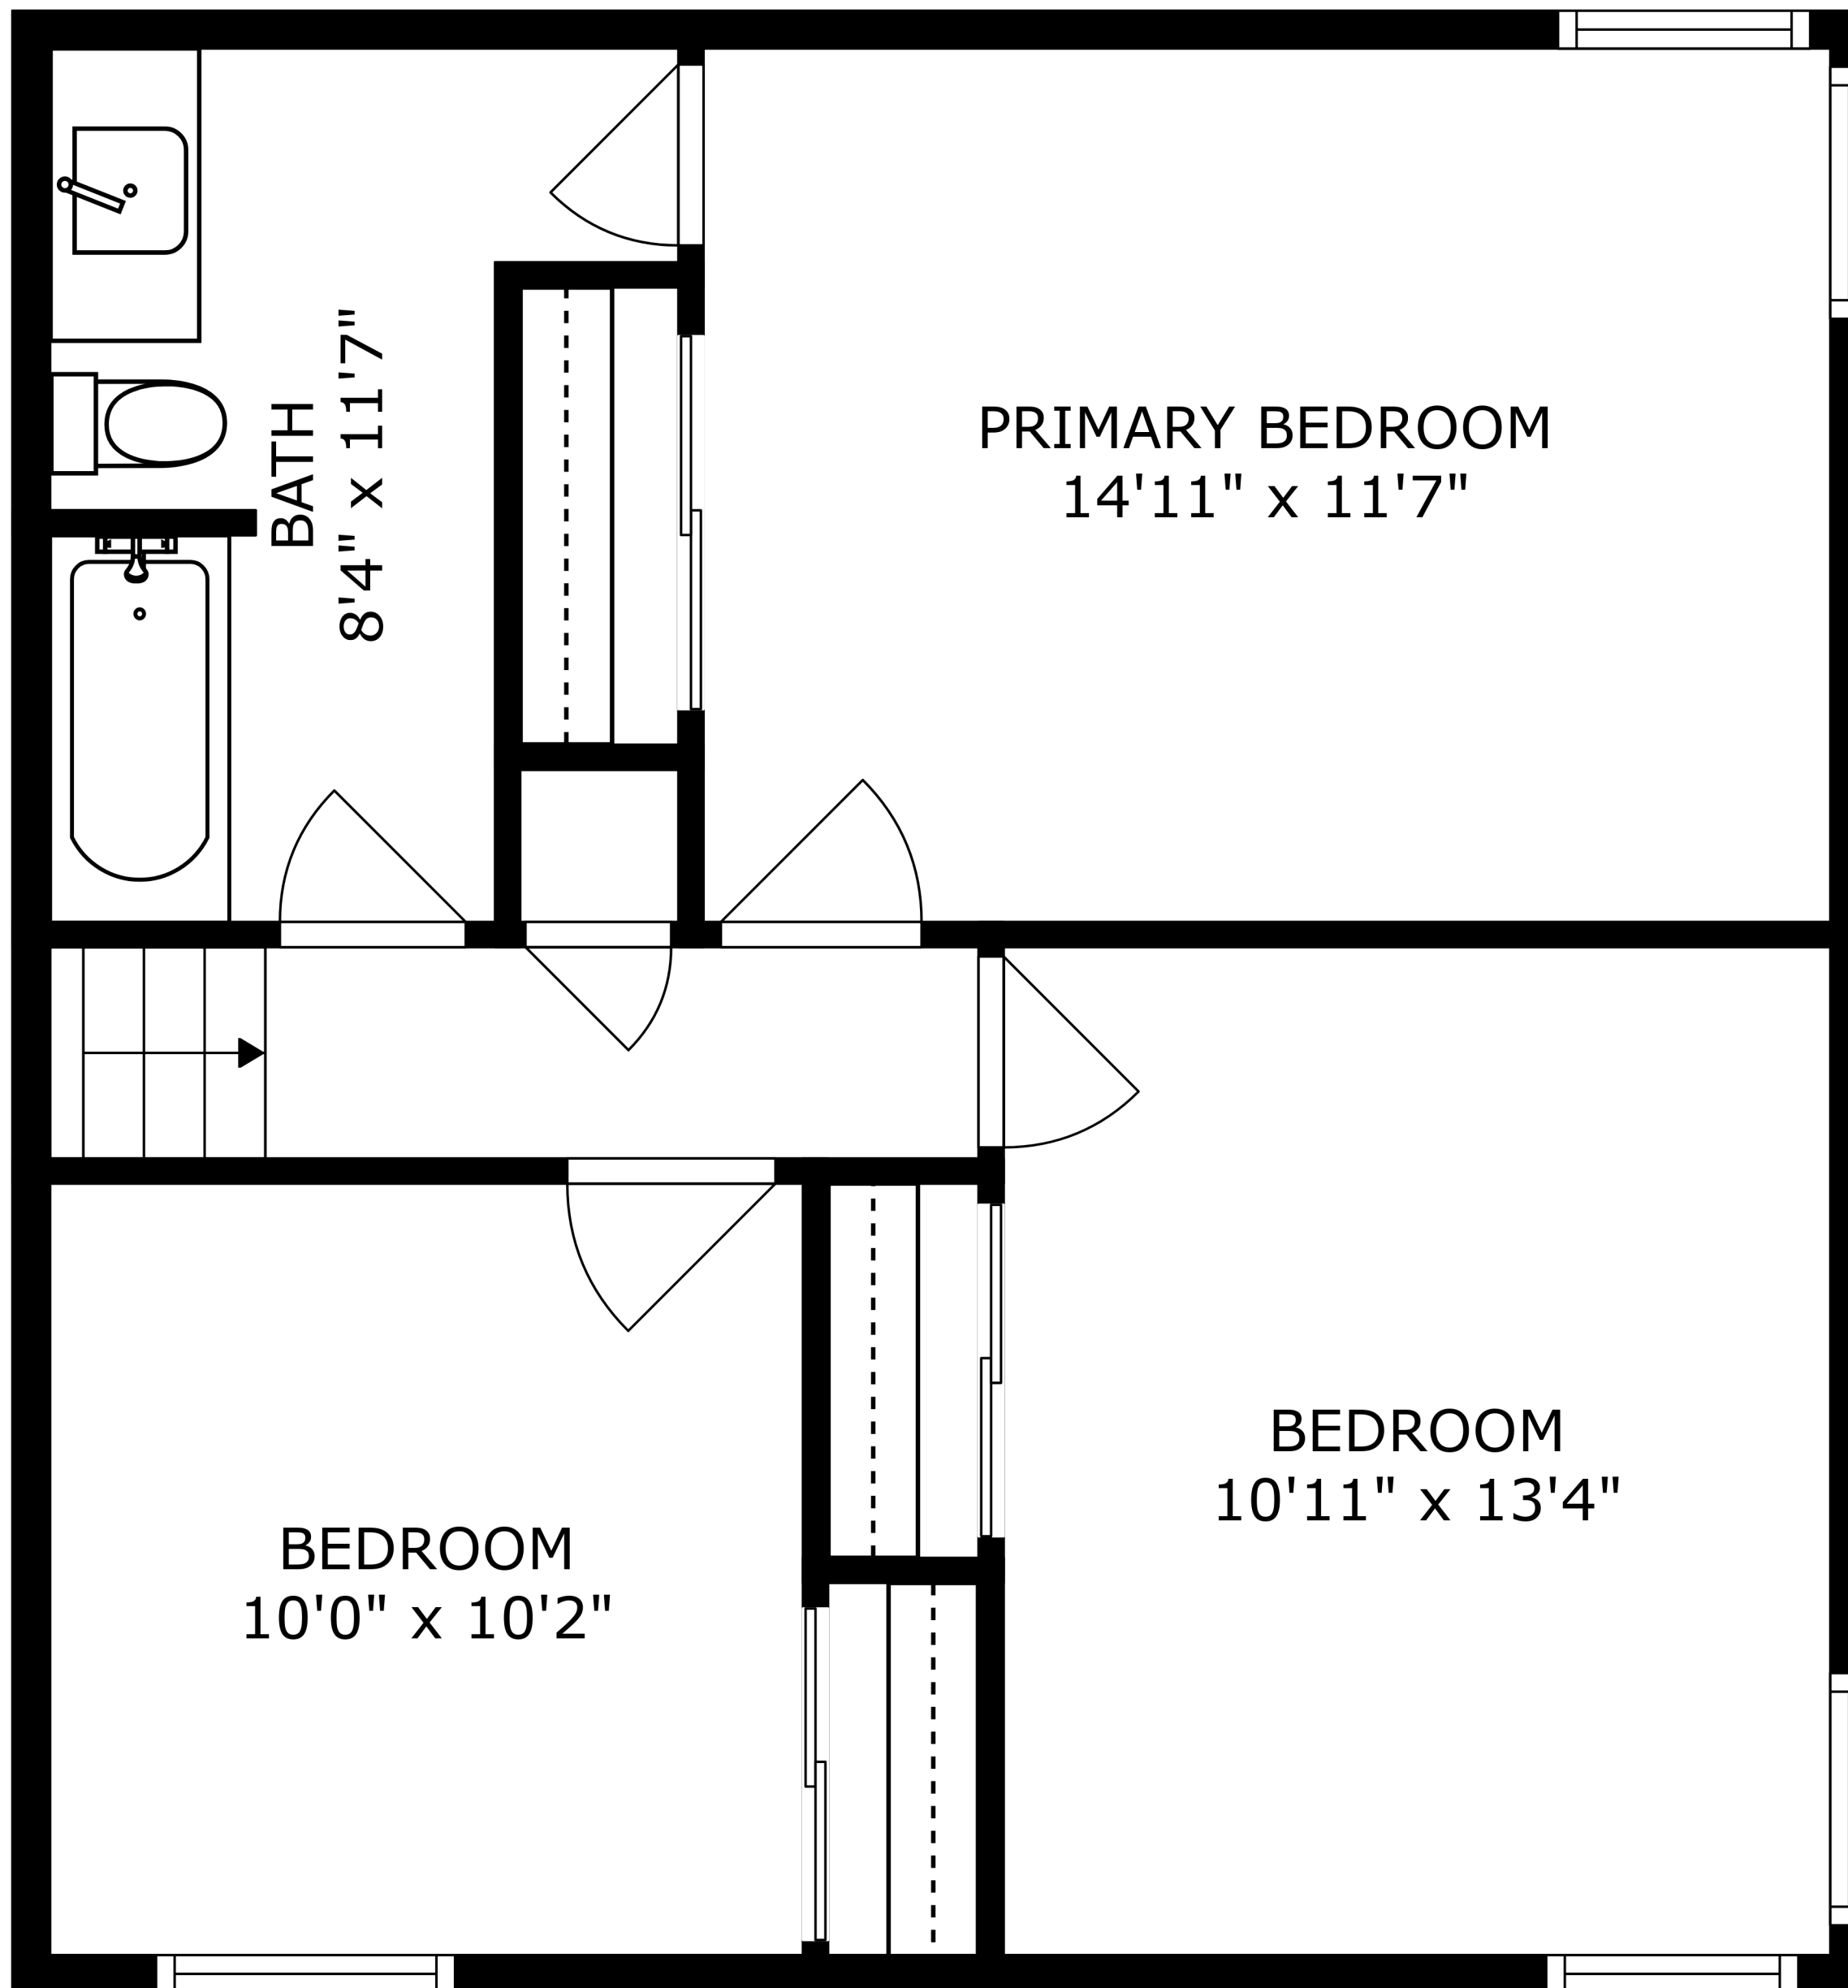 BATH
8'4" x 11'7"
PRIMARY BEDROOM
14'11" x 11'7"
BEDROOM
10'11" x 13'4"
BEDROOM
10'0" x 10'2"